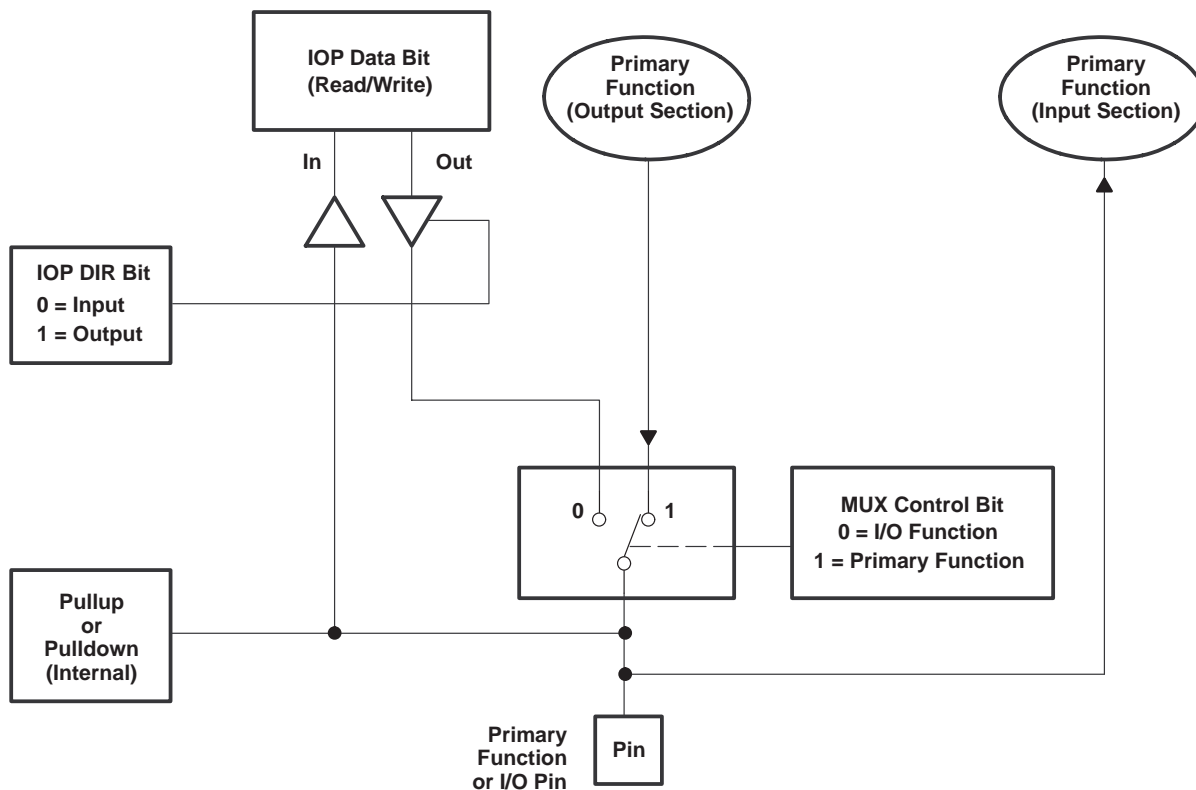 IOP Data Bit
(Read/Write)
Primary
Function
(Output Section)
Primary
Function
(Input Section)
In
Out
IOP DIR Bit
0 = Input
1 = Output
0
1
MUX Control Bit
0 = I/O Function
1 = Primary Function
Pullup
or
Pulldown
(Internal)
Primary
Function
or I/O Pin
Pin